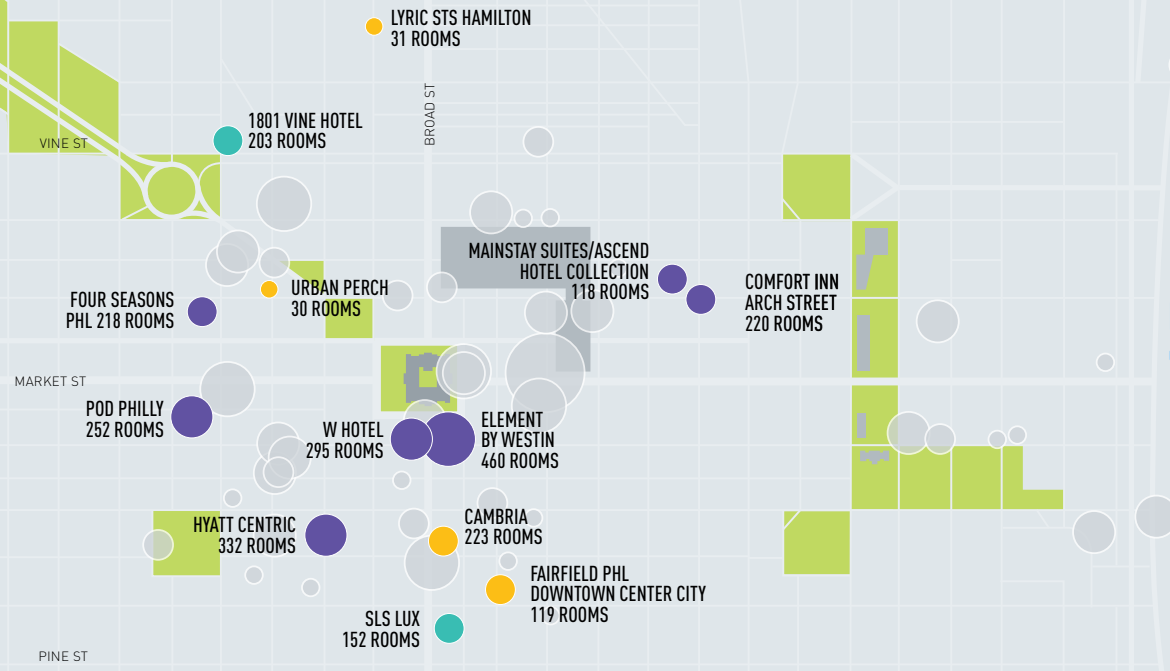 LYRIC STS HAMILTON
31 ROOMS
BROAD ST
1801 VINE HOTEL
203 ROOMS
VINE ST
MAINSTAY SUITES/ASCEND
HOTEL COLLECTION
118 ROOMS
COMFORT INN
ARCH STREET
220 ROOMS
URBAN PERCH
30 ROOMS
FOUR SEASONS
PHL 218 ROOMS
MARKET ST
POD PHILLY
252 ROOMS
W HOTEL
295 ROOMS
ELEMENT
BY WESTIN
460 ROOMS
HYATT CENTRIC
332 ROOMS
CAMBRIA
223 ROOMS
FAIRFIELD PHL
DOWNTOWN CENTER CITY
119 ROOMS
SLS LUX
152 ROOMS
PINE ST